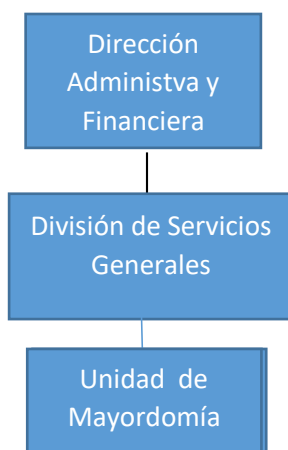 Dirección
Administva y
Financiera
División de Servicios
Generales
Unidad de
Mayordomía